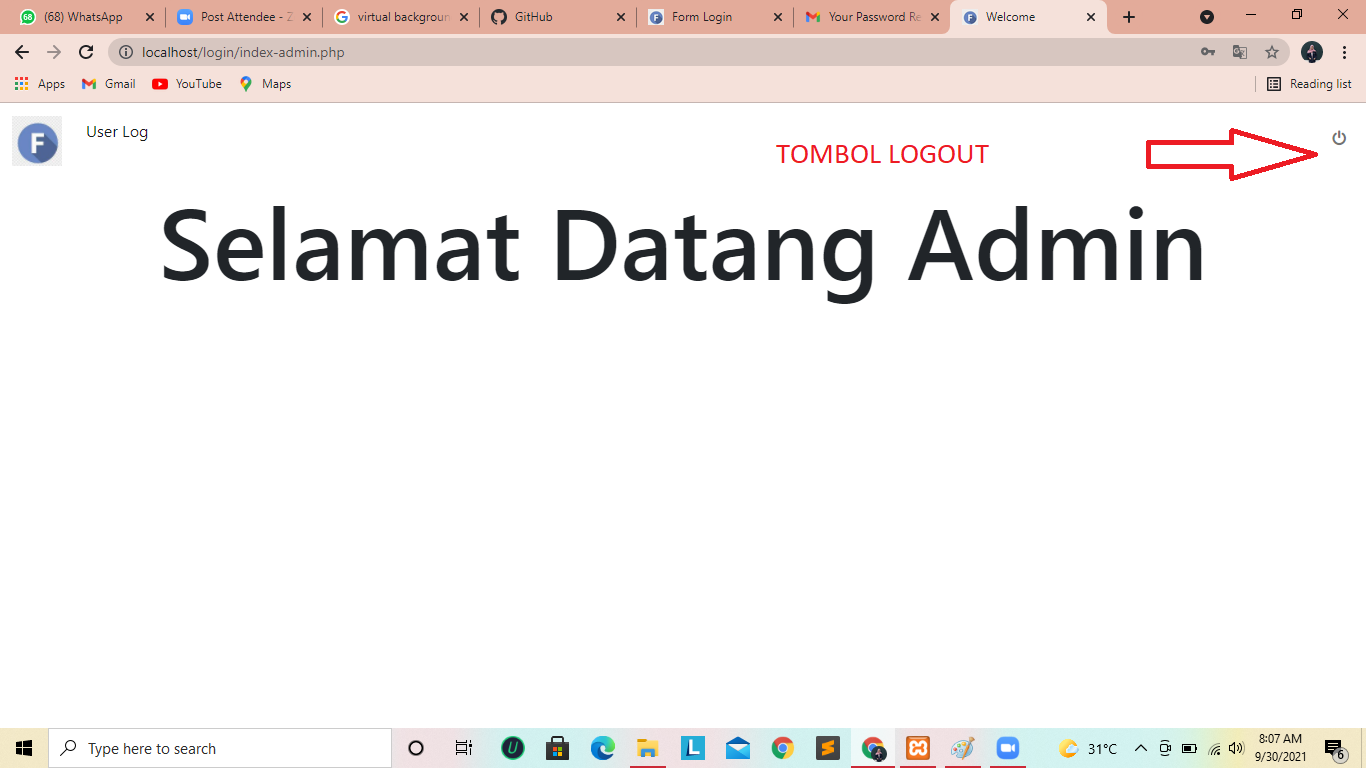 (68) WhatsApp
Post Attendee - Z
virtual backgroun
GitHub
Form Login
Your Password Re
Welcome
localhost/login/index-admin.php
Apps
Gmail
YouTube
Maps
Reading list
F
User Log
TOMBOL LOGOUT
Selamat Datang Admin
Type here to search
31°C
8:07 AM
9/30/2021
6